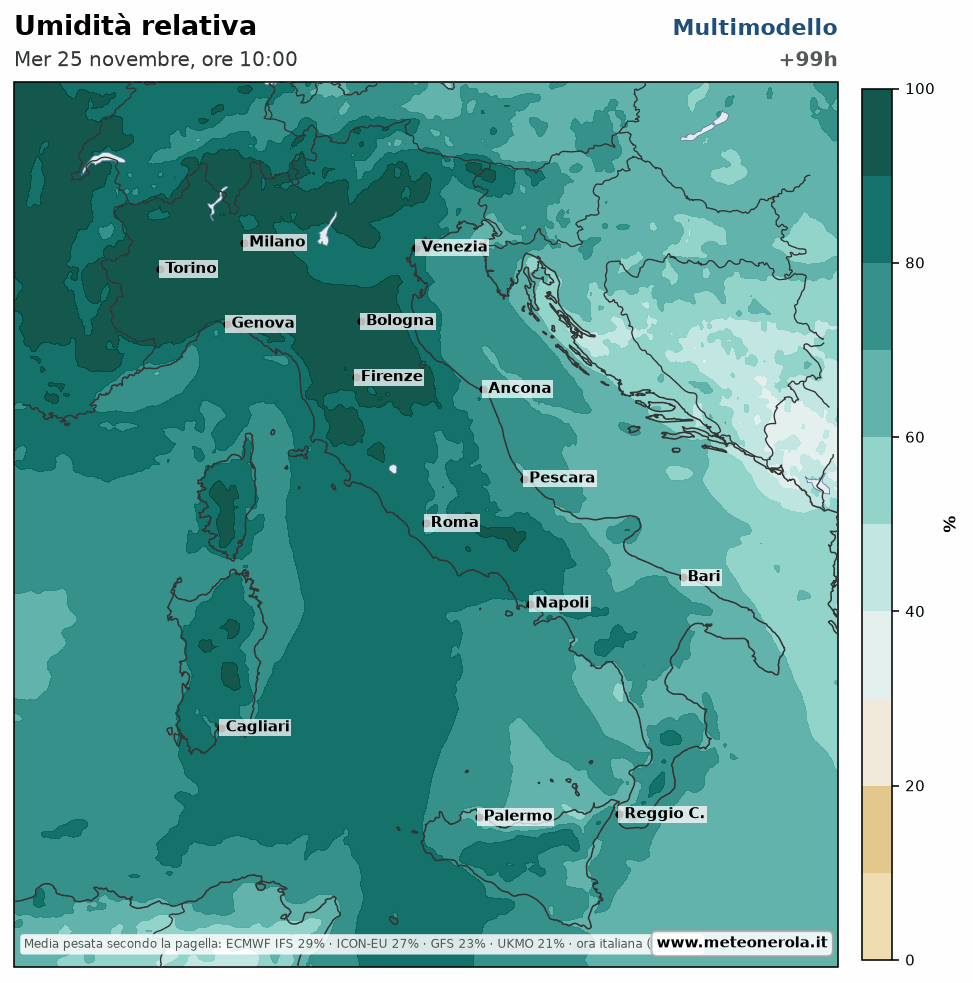 Umidità relativa
Multimodello
Mer 25 novembre, ore 10:00
+99h
100
80
60
40
20
0
%
Milano
Venezia
Torino
Genova
Bologna
Firenze
Ancona
Pescara
Roma
Bari
Napoli
Cagliari
Palermo
Reggio C.
Media pesata secondo la pagella: ECMWF IFS 29% · ICON-EU 27% · GFS 23% · UKMO 21% · ora italiana (
www.meteonerola.it